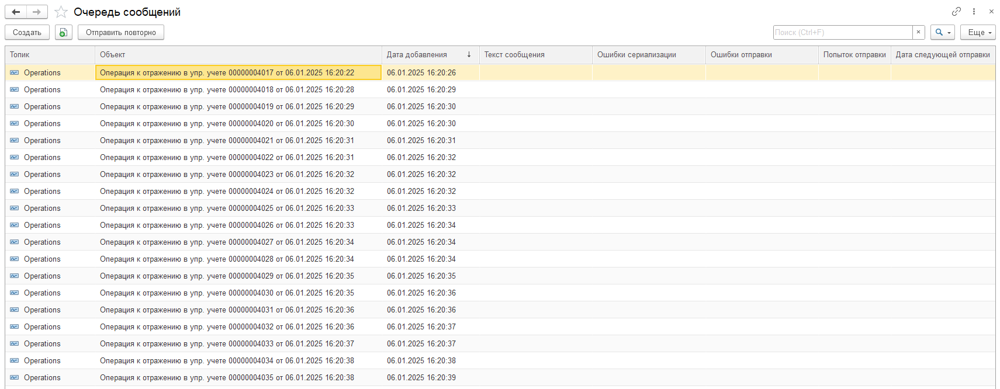 Очередь сообщений
Создать Отправить повторно Поиск (Ctrl+F) × Еще
Топик Объект Дата добавления ↓ Текст сообщения Ошибки сериализации Ошибки отправки Попыток отправки Дата следующей отправки
Operations Операция к отражению в упр. учете 00000004017 от 06.01.2025 16:20:22 06.01.2025 16:20:26
Operations Операция к отражению в упр. учете 00000004018 от 06.01.2025 16:20:28 06.01.2025 16:20:29
Operations Операция к отражению в упр. учете 00000004019 от 06.01.2025 16:20:29 06.01.2025 16:20:30
Operations Операция к отражению в упр. учете 00000004020 от 06.01.2025 16:20:30 06.01.2025 16:20:30
Operations Операция к отражению в упр. учете 00000004021 от 06.01.2025 16:20:31 06.01.2025 16:20:31
Operations Операция к отражению в упр. учете 00000004022 от 06.01.2025 16:20:31 06.01.2025 16:20:32
Operations Операция к отражению в упр. учете 00000004023 от 06.01.2025 16:20:32 06.01.2025 16:20:32
Operations Операция к отражению в упр. учете 00000004024 от 06.01.2025 16:20:32 06.01.2025 16:20:32
Operations Операция к отражению в упр. учете 00000004025 от 06.01.2025 16:20:33 06.01.2025 16:20:33
Operations Операция к отражению в упр. учете 00000004026 от 06.01.2025 16:20:33 06.01.2025 16:20:34
Operations Операция к отражению в упр. учете 00000004027 от 06.01.2025 16:20:34 06.01.2025 16:20:34
Operations Операция к отражению в упр. учете 00000004028 от 06.01.2025 16:20:34 06.01.2025 16:20:34
Operations Операция к отражению в упр. учете 00000004029 от 06.01.2025 16:20:35 06.01.2025 16:20:35
Operations Операция к отражению в упр. учете 00000004030 от 06.01.2025 16:20:35 06.01.2025 16:20:36
Operations Операция к отражению в упр. учете 00000004031 от 06.01.2025 16:20:36 06.01.2025 16:20:36
Operations Операция к отражению в упр. учете 00000004032 от 06.01.2025 16:20:36 06.01.2025 16:20:37
Operations Операция к отражению в упр. учете 00000004033 от 06.01.2025 16:20:37 06.01.2025 16:20:37
Operations Операция к отражению в упр. учете 00000004034 от 06.01.2025 16:20:38 06.01.2025 16:20:38
Operations Операция к отражению в упр. учете 00000004035 от 06.01.2025 16:20:38 06.01.2025 16:20:39